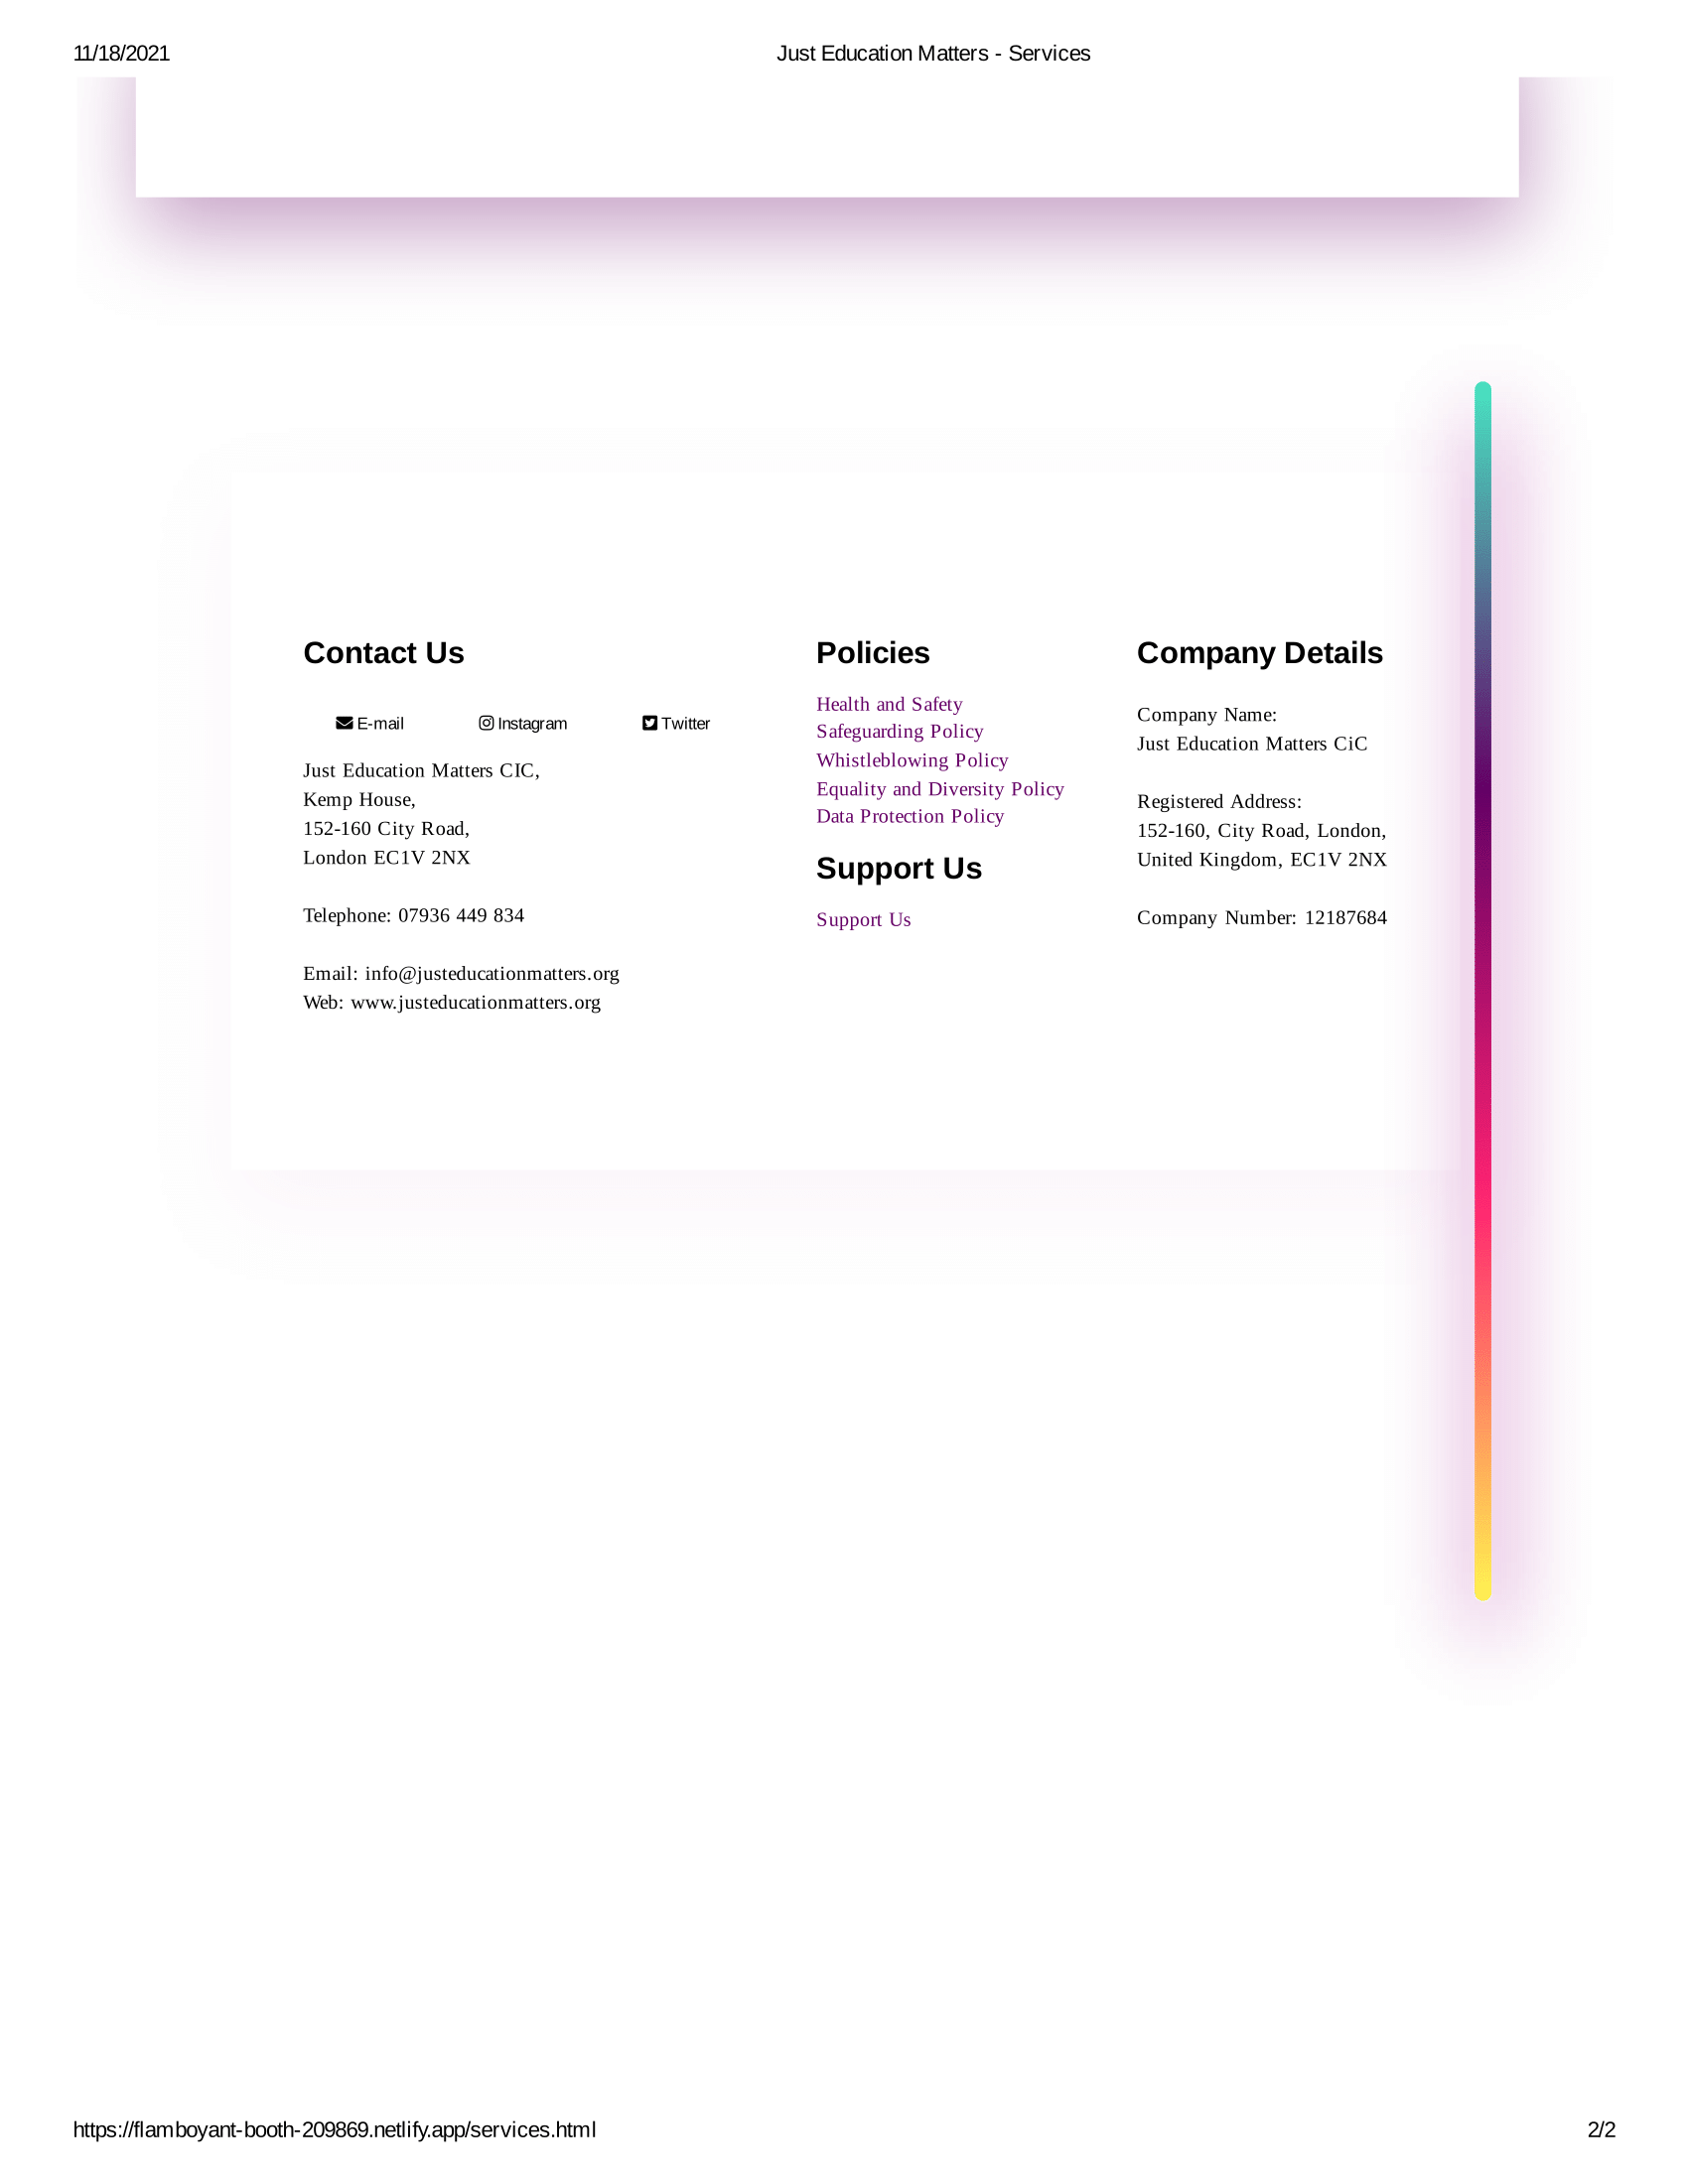 11/18/2021
Just Education Matters - Services
Contact Us
E-mail
Instagram
Twitter
Just Education Matters CIC,
Kemp House,
152-160 City Road,
London EC1V 2NX
Telephone: 07936 449 834
Email: info@justeducationmatters.org
Web: www.justeducationmatters.org
Policies
Health and Safety
Safeguarding Policy
Whistleblowing Policy
Equality and Diversity Policy
Data Protection Policy
Support Us
Support Us
Company Details
Company Name:
Just Education Matters CiC
Registered Address:
152-160, City Road, London,
United Kingdom, EC1V 2NX
Company Number: 12187684
https://flamboyant-booth-209869.netlify.app/services.html
2/2